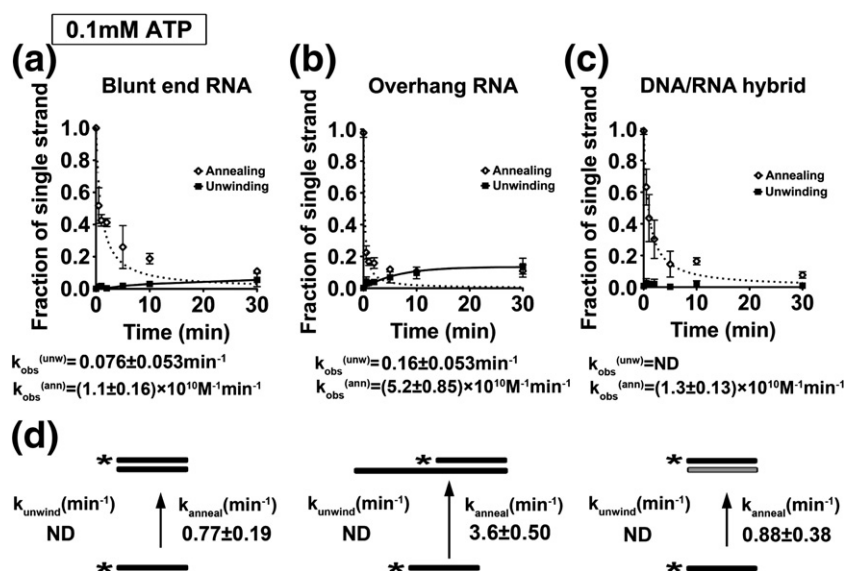 0.1mM ATP
(a)
Blunt end RNA
Fraction of single strand
1.0
0.8
0.6
0.4
0.2
0.0
Annealing
Unwinding
0 10 20 30
Time (min)
kobs(unw)=0.076±0.053min-1
kobs(ann)=(1.1±0.16)×10^10M-1min-1
(b)
Overhang RNA
Fraction of single strand
1.0
0.8
0.6
0.4
0.2
0.0
Annealing
Unwinding
0 10 20 30
Time (min)
kobs(unw)=0.16±0.053min-1
kobs(ann)=(5.2±0.85)×10^10M-1min-1
(c)
DNA/RNA hybrid
Fraction of single strand
1.0
0.8
0.6
0.4
0.2
0.0
Annealing
Unwinding
0 10 20 30
Time (min)
kobs(unw)=ND
kobs(ann)=(1.3±0.13)×10^10M-1min-1
(d)
*
kunwind(min-1) kanneal(min-1)
ND 0.77±0.19
*
*
kunwind(min-1) kanneal(min-1)
ND 3.6±0.50
*
*
kunwind(min-1) kanneal(min-1)
ND 0.88±0.38
*